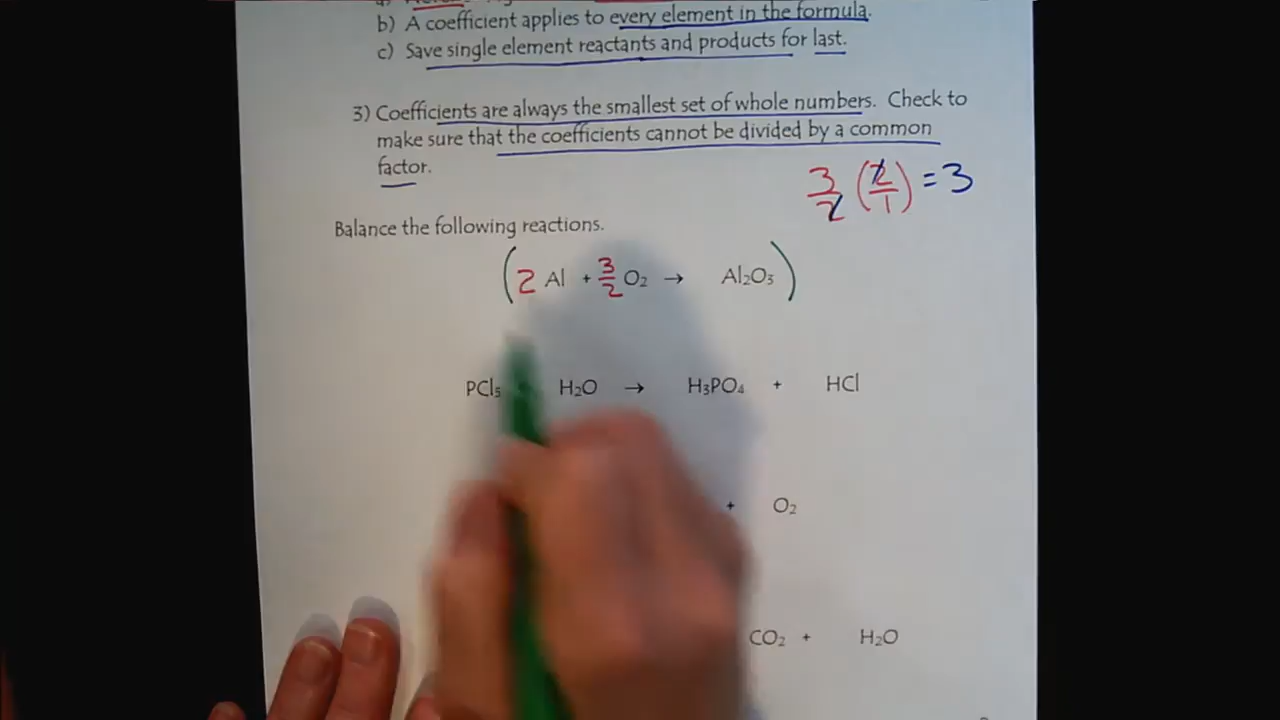 b) A coefficient applies to every element in the formula.
c) Save single element reactants and products for last.
3) Coefficients are always the smallest set of whole numbers. Check to
make sure that the coefficients cannot be divided by a common
factor.
3/2 (2/1) = 3
Balance the following reactions.
(2 Al + 3/2 O₂ → Al₂O₃)
PCl₅ H₂O → H₃PO₄ + HCl
+ O₂
CO₂ + H₂O